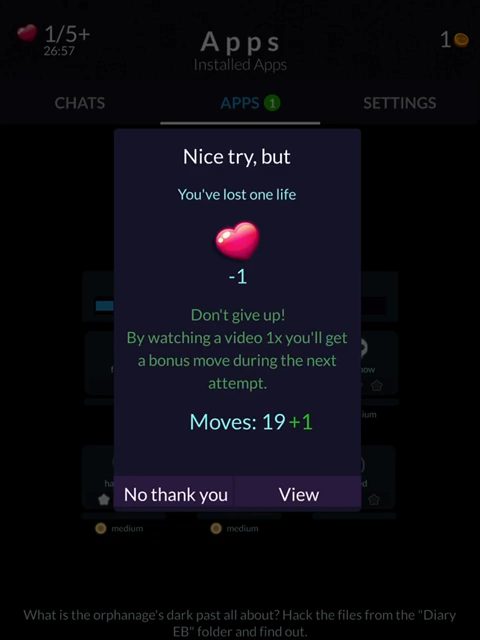 1/5+
26:57
Apps
Installed Apps
1
CHATS
APPS 1
SETTINGS
Nice try, but
You've lost one life
-1
Don't give up!
By watching a video 1x you'll get
a bonus move during the next
attempt.
Moves: 19 +1
No thank you
View
medium
medium
What is the orphanage's dark past all about? Hack the files from the "Diary
EB" folder and find out.